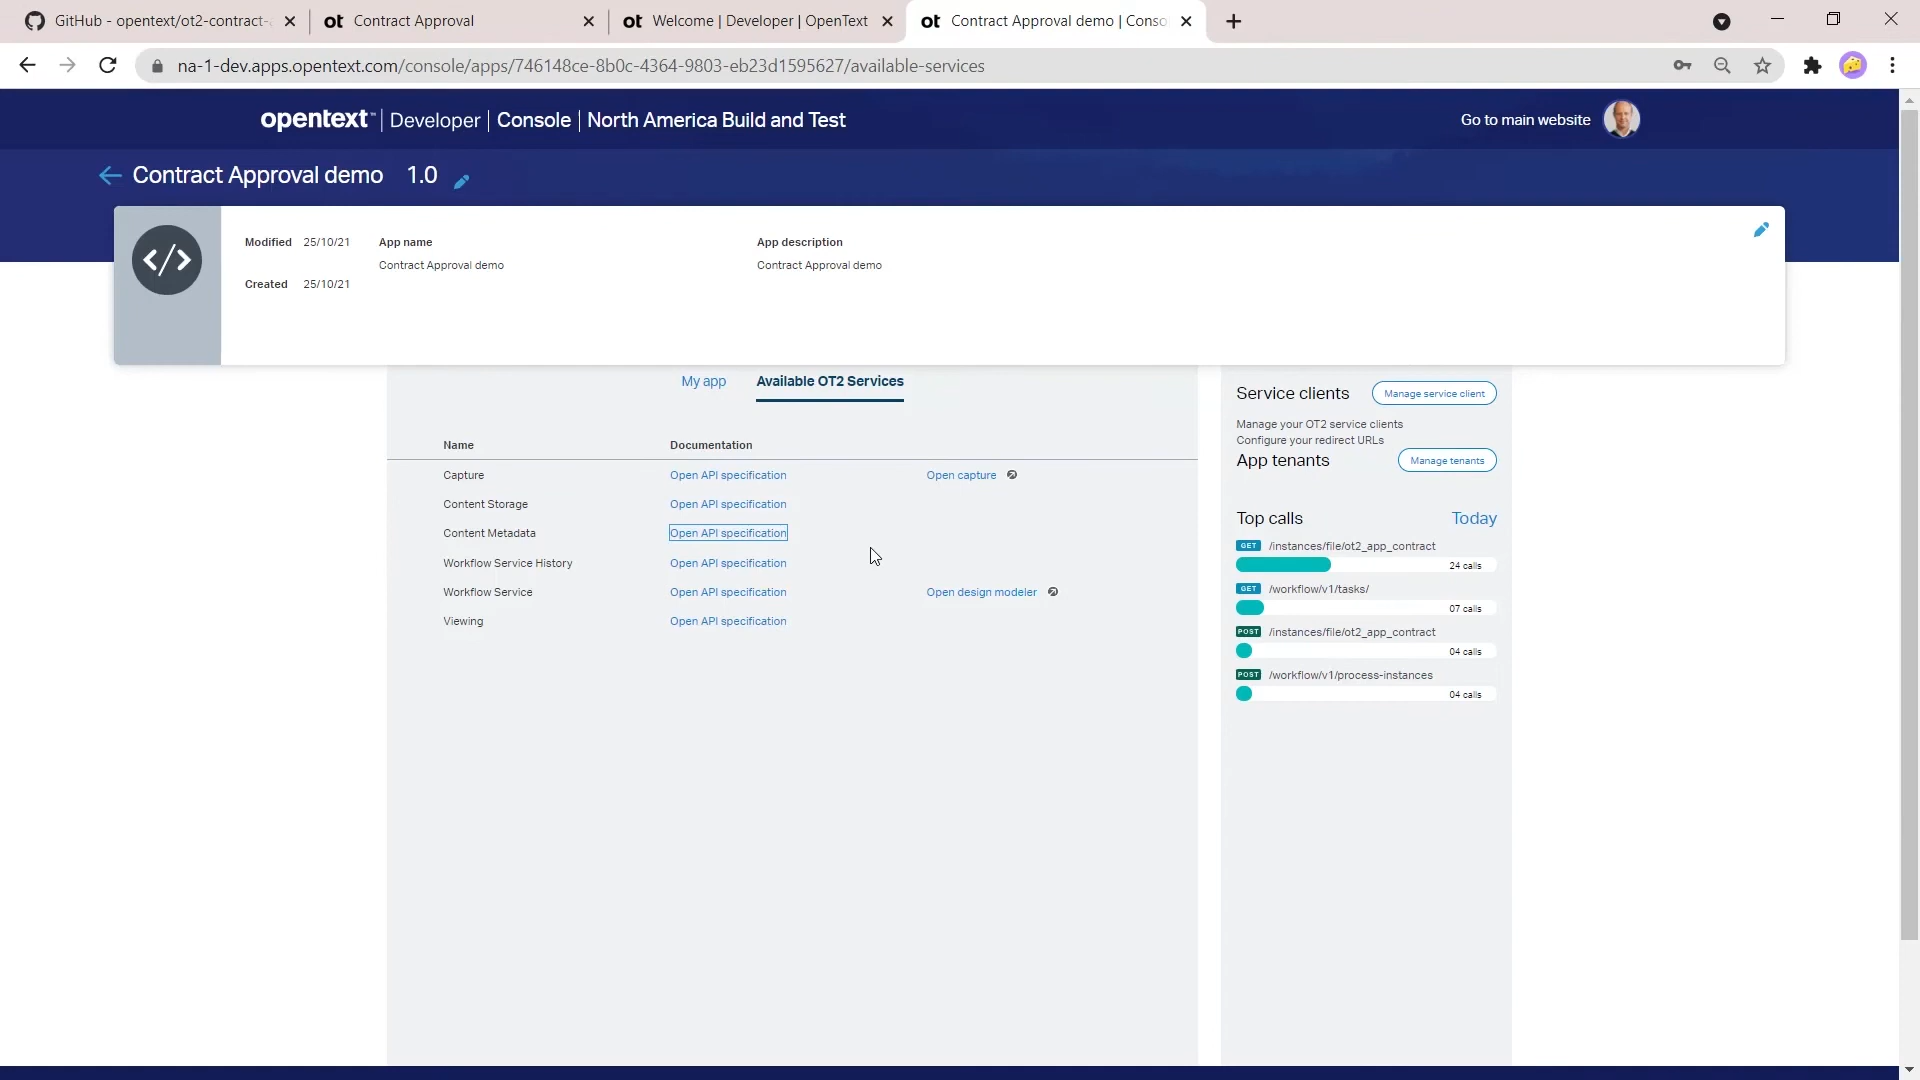 GitHub - opentext/ot2-contract-
Contract Approval
Welcome | Developer | OpenText
Contract Approval demo | Conso
na-1-dev.apps.opentext.com/console/apps/746148ce-8b0c-4364-9803-eb23d1595627/available-services
opentext™ | Developer | Console | North America Build and Test
Go to main website
Contract Approval demo 1.0
Modified 25/10/21
App name
App description
Contract Approval demo
Contract Approval demo
Created 25/10/21
My app
Available OT2 Services
Name
Documentation
Capture
Open API specification
Open capture
Content Storage
Open API specification
Content Metadata
Open API specification
Workflow Service History
Open API specification
Workflow Service
Open API specification
Open design modeler
Viewing
Open API specification
Service clients
Manage service client
Manage your OT2 service clients
Configure your redirect URLs
App tenants
Manage tenants
Top calls
Today
GET /instances/file/ot2_app_contract
24 calls
GET /workflow/v1/tasks/
07 calls
POST /instances/file/ot2_app_contract
04 calls
POST /workflow/v1/process-instances
04 calls